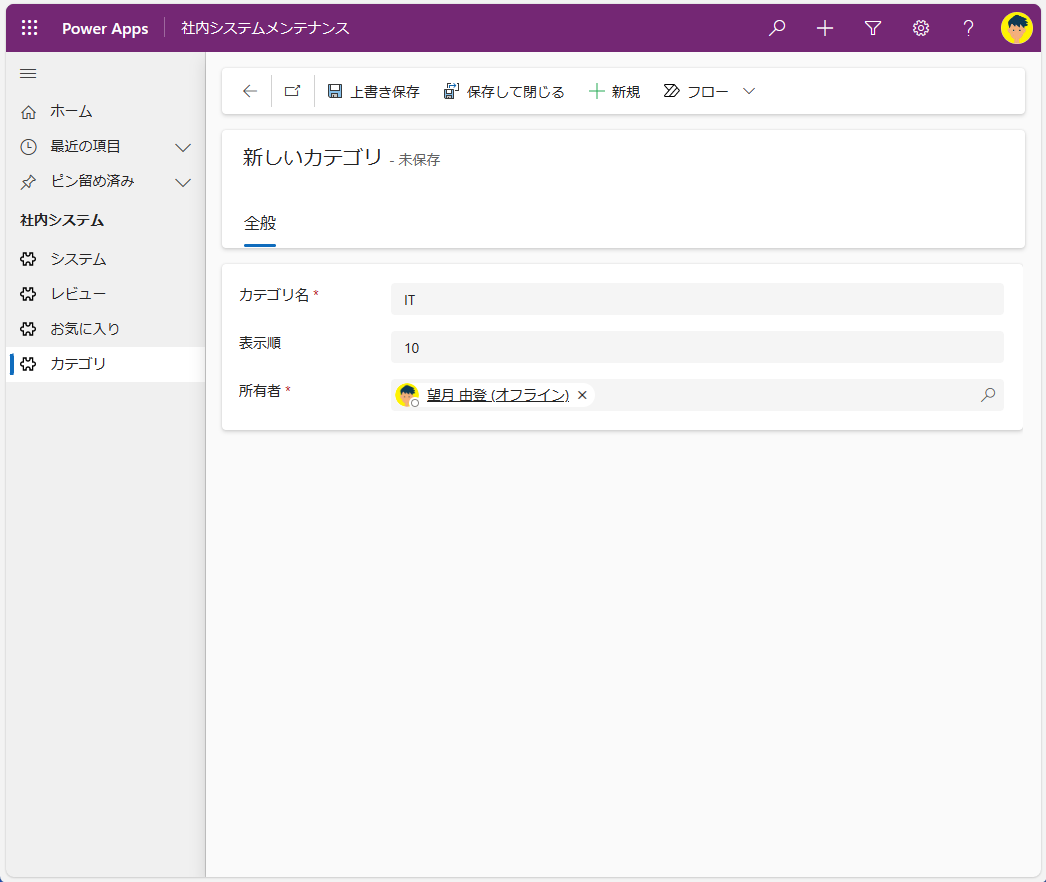 Power Apps 社内システムメンテナンス
ホーム
最近の項目
ピン留め済み
社内システム
システム
レビュー
お気に入り
カテゴリ
上書き保存 保存して閉じる 新規 フロー
新しいカテゴリ - 未保存
全般
カテゴリ名 * IT
表示順 10
所有者 * 望月 由登 (オフライン)